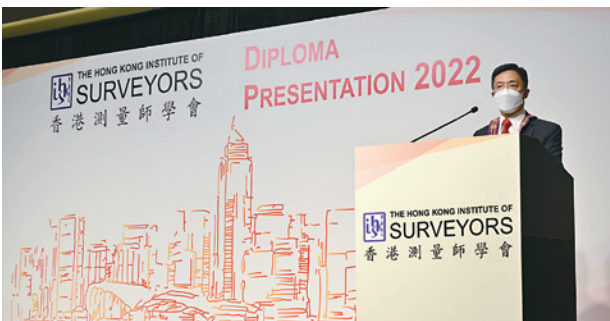 THE HONG KONG INSTITUTE OF
SURVEYORS
香港測量師學會
DIPLOMA
PRESENTATION 2022
THE HONG KONG INSTITUTE OF
SURVEYORS
香港測量師學會